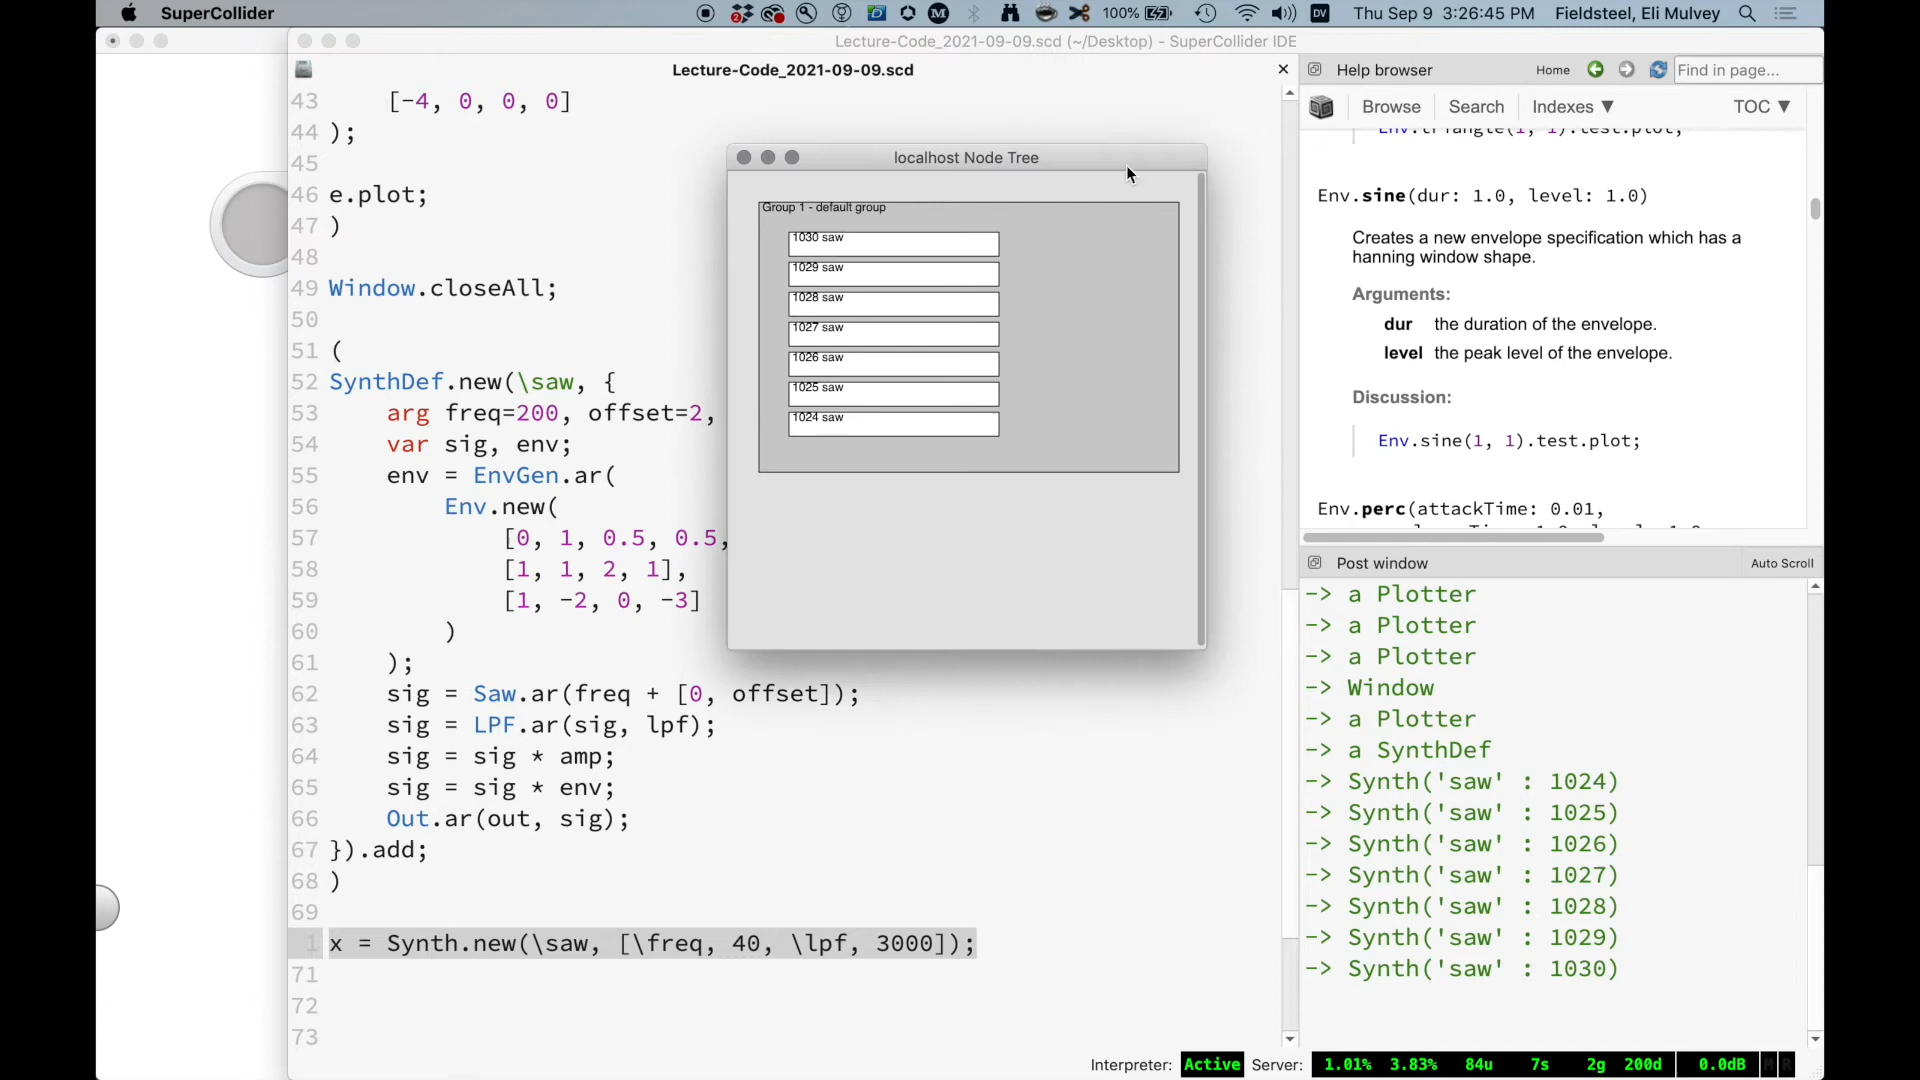 SuperCollider
100%
Thu Sep 9 3:26:45 PM Fieldsteel, Eli Mulvey
Lecture-Code_2021-09-09.scd (~/Desktop) - SuperCollider IDE
Lecture-Code_2021-09-09.scd
43 [-4, 0, 0, 0]
44 );
45
46 e.plot;
47 )
48
49 Window.closeAll;
50
51 (
52 SynthDef.new(\saw, {
53 arg freq=200, offset=2,
54 var sig, env;
55 env = EnvGen.ar(
56 Env.new(
57 [0, 1, 0.5, 0.5,
58 [1, 1, 2, 1],
59 [1, -2, 0, -3]
60 )
61 );
62 sig = Saw.ar(freq + [0, offset]);
63 sig = LPF.ar(sig, lpf);
64 sig = sig * amp;
65 sig = sig * env;
66 Out.ar(out, sig);
67 }).add;
68 )
69
1 x = Synth.new(\saw, [\freq, 40, \lpf, 3000]);
71
72
73
localhost Node Tree
Group 1 - default group
1030 saw
1029 saw
1028 saw
1027 saw
1026 saw
1025 saw
1024 saw
Help browser
Home
Find in page...
Browse Search Indexes ▼ TOC ▼
Env.triangle(1, 1).test.plot;
Env.sine(dur: 1.0, level: 1.0)
Creates a new envelope specification which has a
hanning window shape.
Arguments:
dur the duration of the envelope.
level the peak level of the envelope.
Discussion:
Env.sine(1, 1).test.plot;
Env.perc(attackTime: 0.01,
Post window
Auto Scroll
-> a Plotter
-> a Plotter
-> a Plotter
-> Window
-> a Plotter
-> a SynthDef
-> Synth('saw' : 1024)
-> Synth('saw' : 1025)
-> Synth('saw' : 1026)
-> Synth('saw' : 1027)
-> Synth('saw' : 1028)
-> Synth('saw' : 1029)
-> Synth('saw' : 1030)
Interpreter: Active Server: 1.01% 3.83% 84u 7s 2g 200d 0.0dB M R